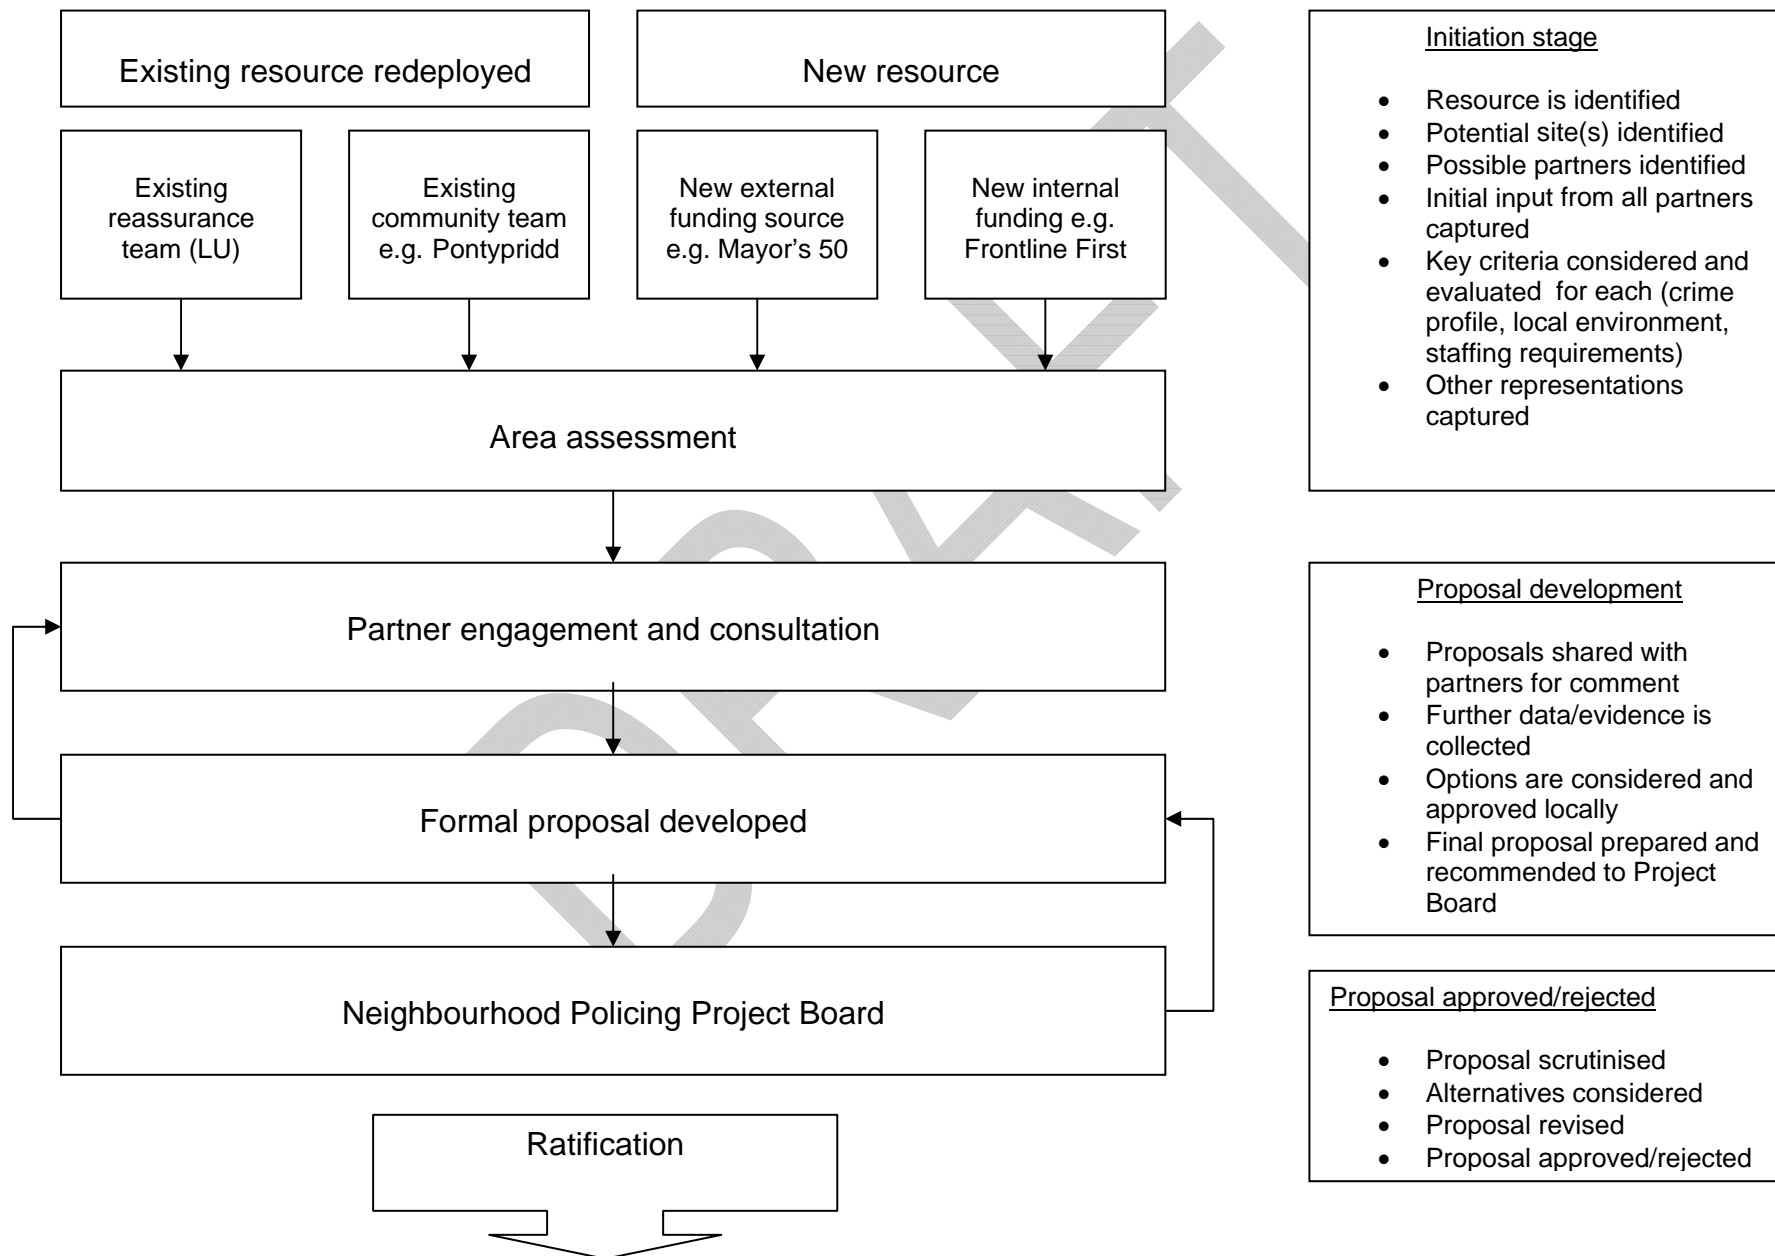 Existing resource redeployed
New resource
Existing
reassurance
team (LU)
Existing
community team
e.g. Pontypridd
New external
funding source
e.g. Mayor's 50
New internal
funding e.g.
Frontline First
Area assessment
Partner engagement and consultation
Formal proposal developed
Neighbourhood Policing Project Board
Ratification
Initiation stage
• Resource is identified
• Potential site(s) identified
• Possible partners identified
• Initial input from all partners
captured
• Key criteria considered and
evaluated for each (crime
profile, local environment,
staffing requirements)
• Other representations
captured
Proposal development
• Proposals shared with
partners for comment
• Further data/evidence is
collected
• Options are considered and
approved locally
• Final proposal prepared and
recommended to Project
Board
Proposal approved/rejected
• Proposal scrutinised
• Alternatives considered
• Proposal revised
• Proposal approved/rejected
DRAFT